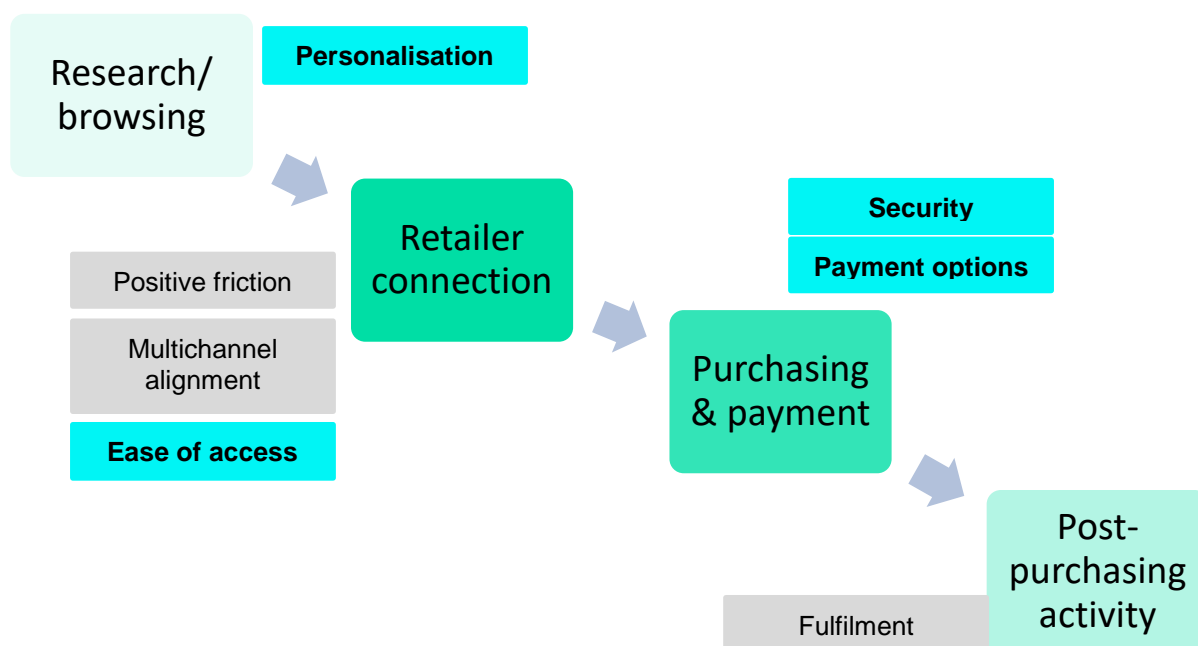 Research/
browsing
Personalisation
Retailer
connection
Positive friction
Multichannel
alignment
Ease of access
Security
Payment options
Purchasing
& payment
Post-
purchasing
activity
Fulfilment